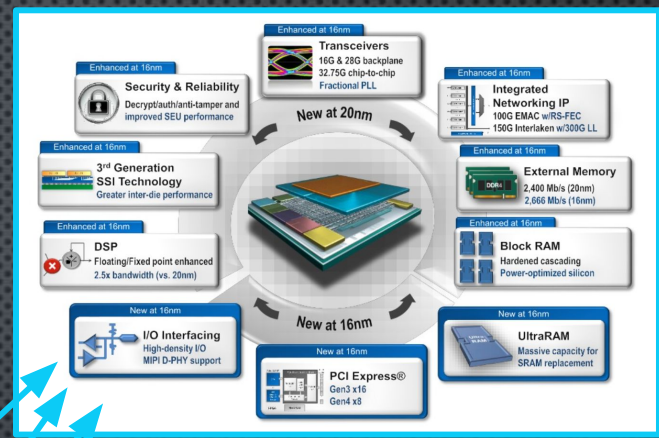 Enhanced at 16nm
Transceivers
16G & 28G backplane
32.75G chip-to-chip
Fractional PLL
Enhanced at 16nm
Security & Reliability
Decrypt/auth/anti-tamper and
improved SEU performance
Enhanced at 16nm
Integrated
Networking IP
100G EMAC w/RS-FEC
150G Interlaken w/300G LL
New at 20nm
Enhanced at 16nm
3rd Generation
SSI Technology
Greater inter-die performance
Enhanced at 16nm
External Memory
2,400 Mb/s (20nm)
2,666 Mb/s (16nm)
DDR4
Enhanced at 16nm
DSP
Floating/Fixed point enhanced
2.5x bandwidth (vs. 20nm)
Enhanced at 16nm
Block RAM
Hardened cascading
Power-optimized silicon
New at 16nm
New at 16nm
I/O Interfacing
High-density I/O
MIPI D-PHY support
New at 16nm
PCI Express®
Gen3 x16
Gen4 x8
New at 16nm
UltraRAM
Massive capacity for
SRAM replacement